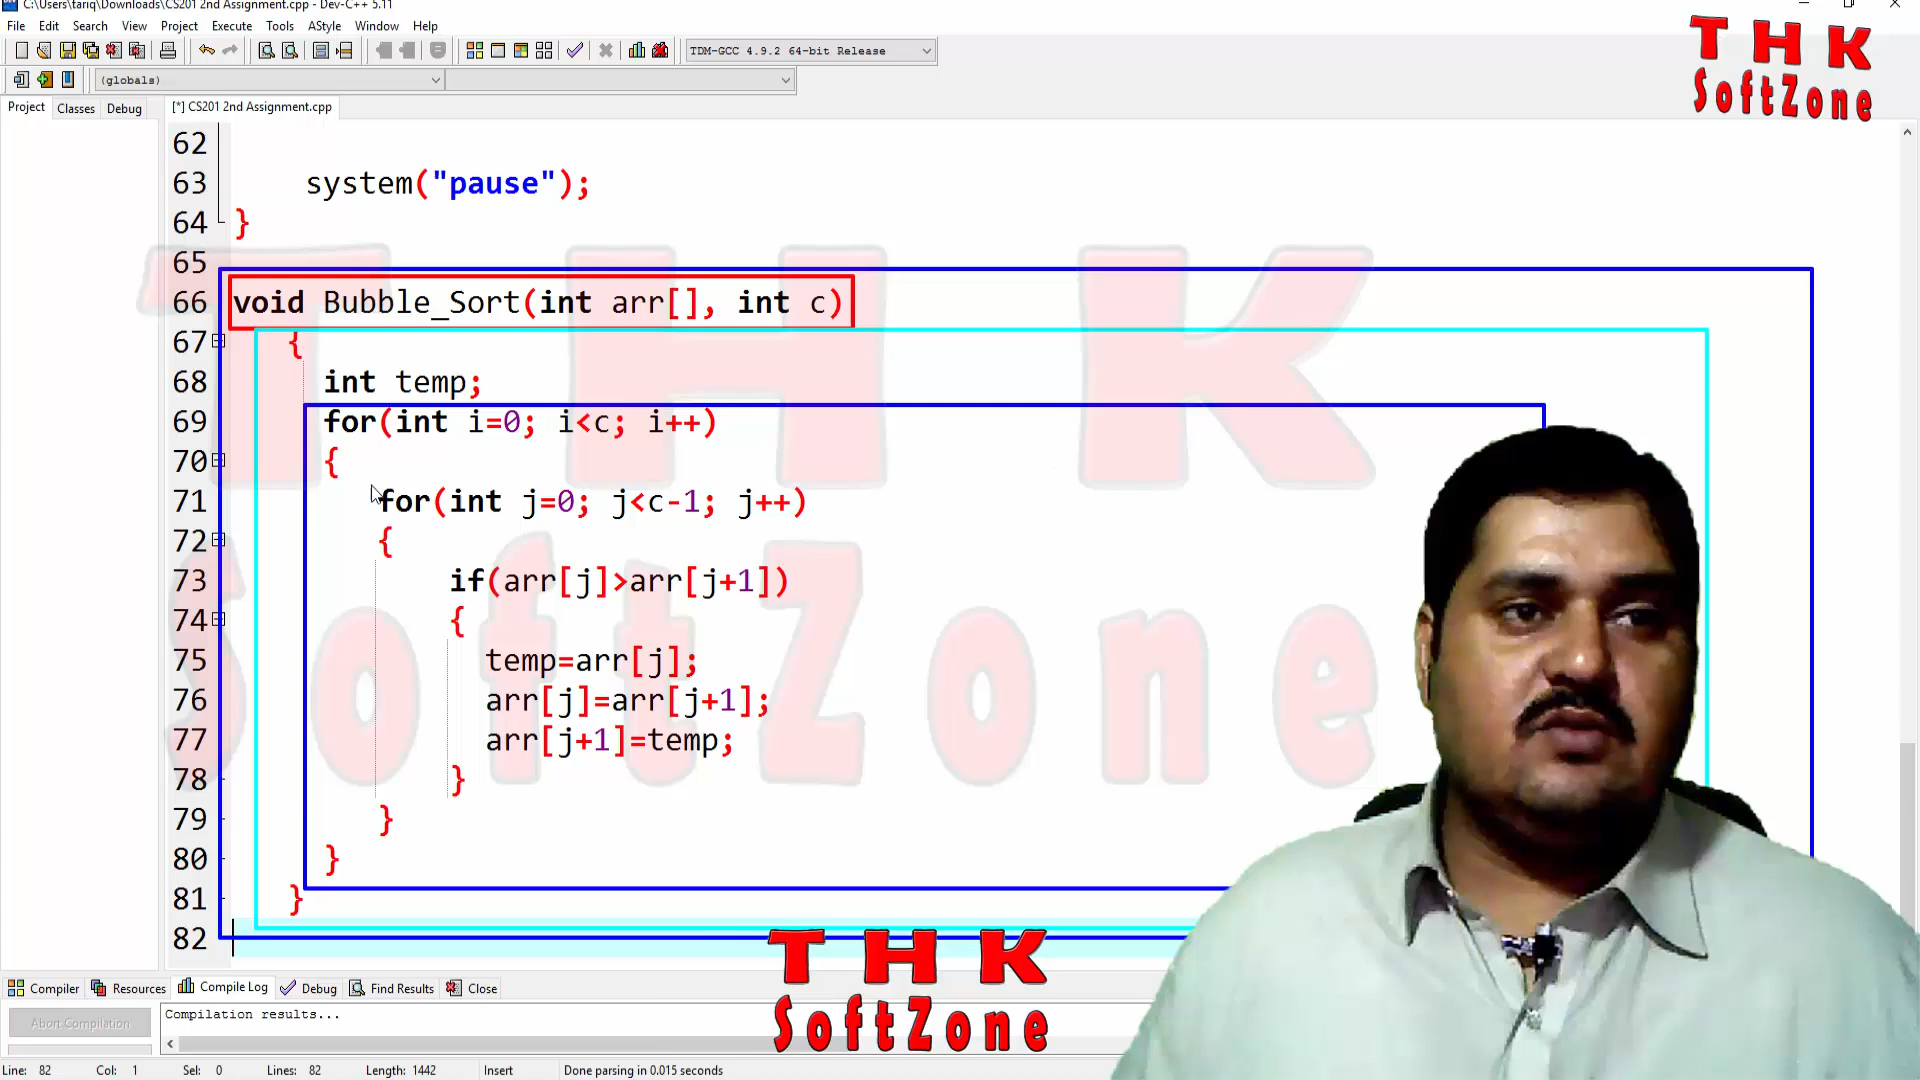 C:\Users\tariq\Downloads\CS201 2nd Assignment.cpp - Dev-C++ 5.11
File Edit Search View Project Execute Tools AStyle Window Help
TDM-GCC 4.9.2 64-bit Release
(globals)
Project Classes Debug
[*] CS201 2nd Assignment.cpp
THK
SoftZone
62
63 system("pause");
64 }
65
66 void Bubble_Sort(int arr[], int c)
67 {
68 int temp;
69 for(int i=0; i<c; i++)
70 {
71 for(int j=0; j<c-1; j++)
72 {
73 if(arr[j]>arr[j+1])
74 {
75 temp=arr[j];
76 arr[j]=arr[j+1];
77 arr[j+1]=temp;
78 }
79 }
80 }
81 }
82
THK
SoftZone
THK
SoftZone
Compiler Resources Compile Log Debug Find Results Close
Abort Compilation
Compilation results...
Line: 82 Col: 1 Sel: 0 Lines: 82 Length: 1442 Insert Done parsing in 0.015 seconds